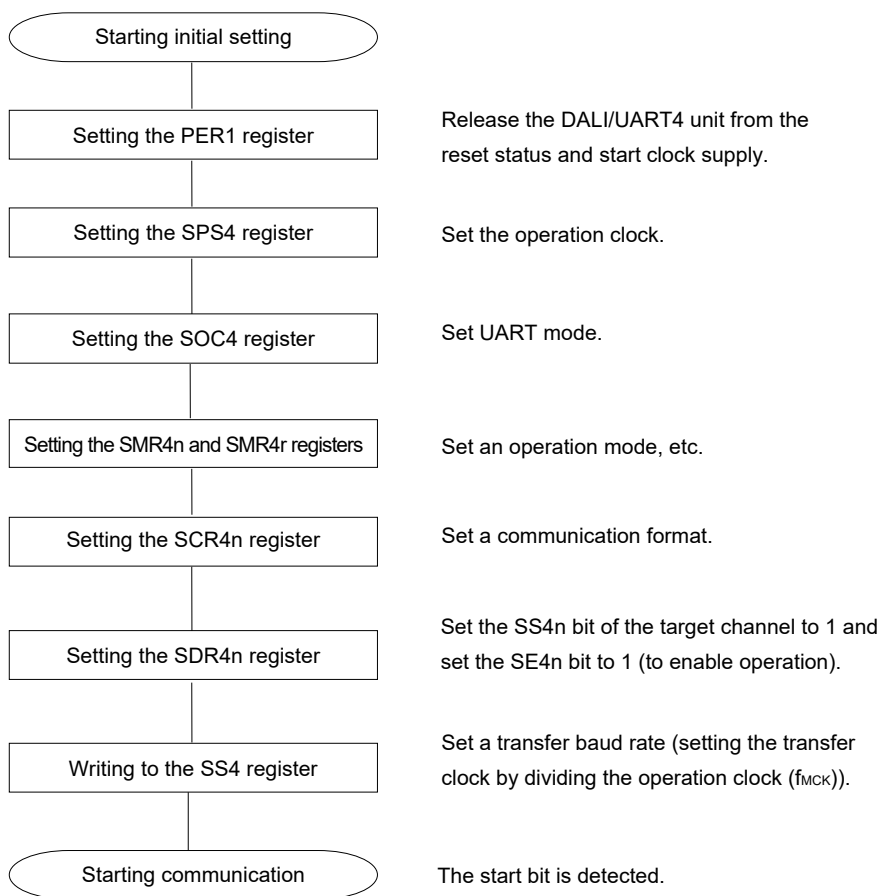 Starting initial setting
Setting the PER1 register
Release the DALI/UART4 unit from the
reset status and start clock supply.
Setting the SPS4 register
Set the operation clock.
Setting the SOC4 register
Set UART mode.
Setting the SMR4n and SMR4r registers
Set an operation mode, etc.
Setting the SCR4n register
Set a communication format.
Setting the SDR4n register
Set the SS4n bit of the target channel to 1 and
set the SE4n bit to 1 (to enable operation).
Writing to the SS4 register
Set a transfer baud rate (setting the transfer
clock by dividing the operation clock (fMCK)).
Starting communication
The start bit is detected.